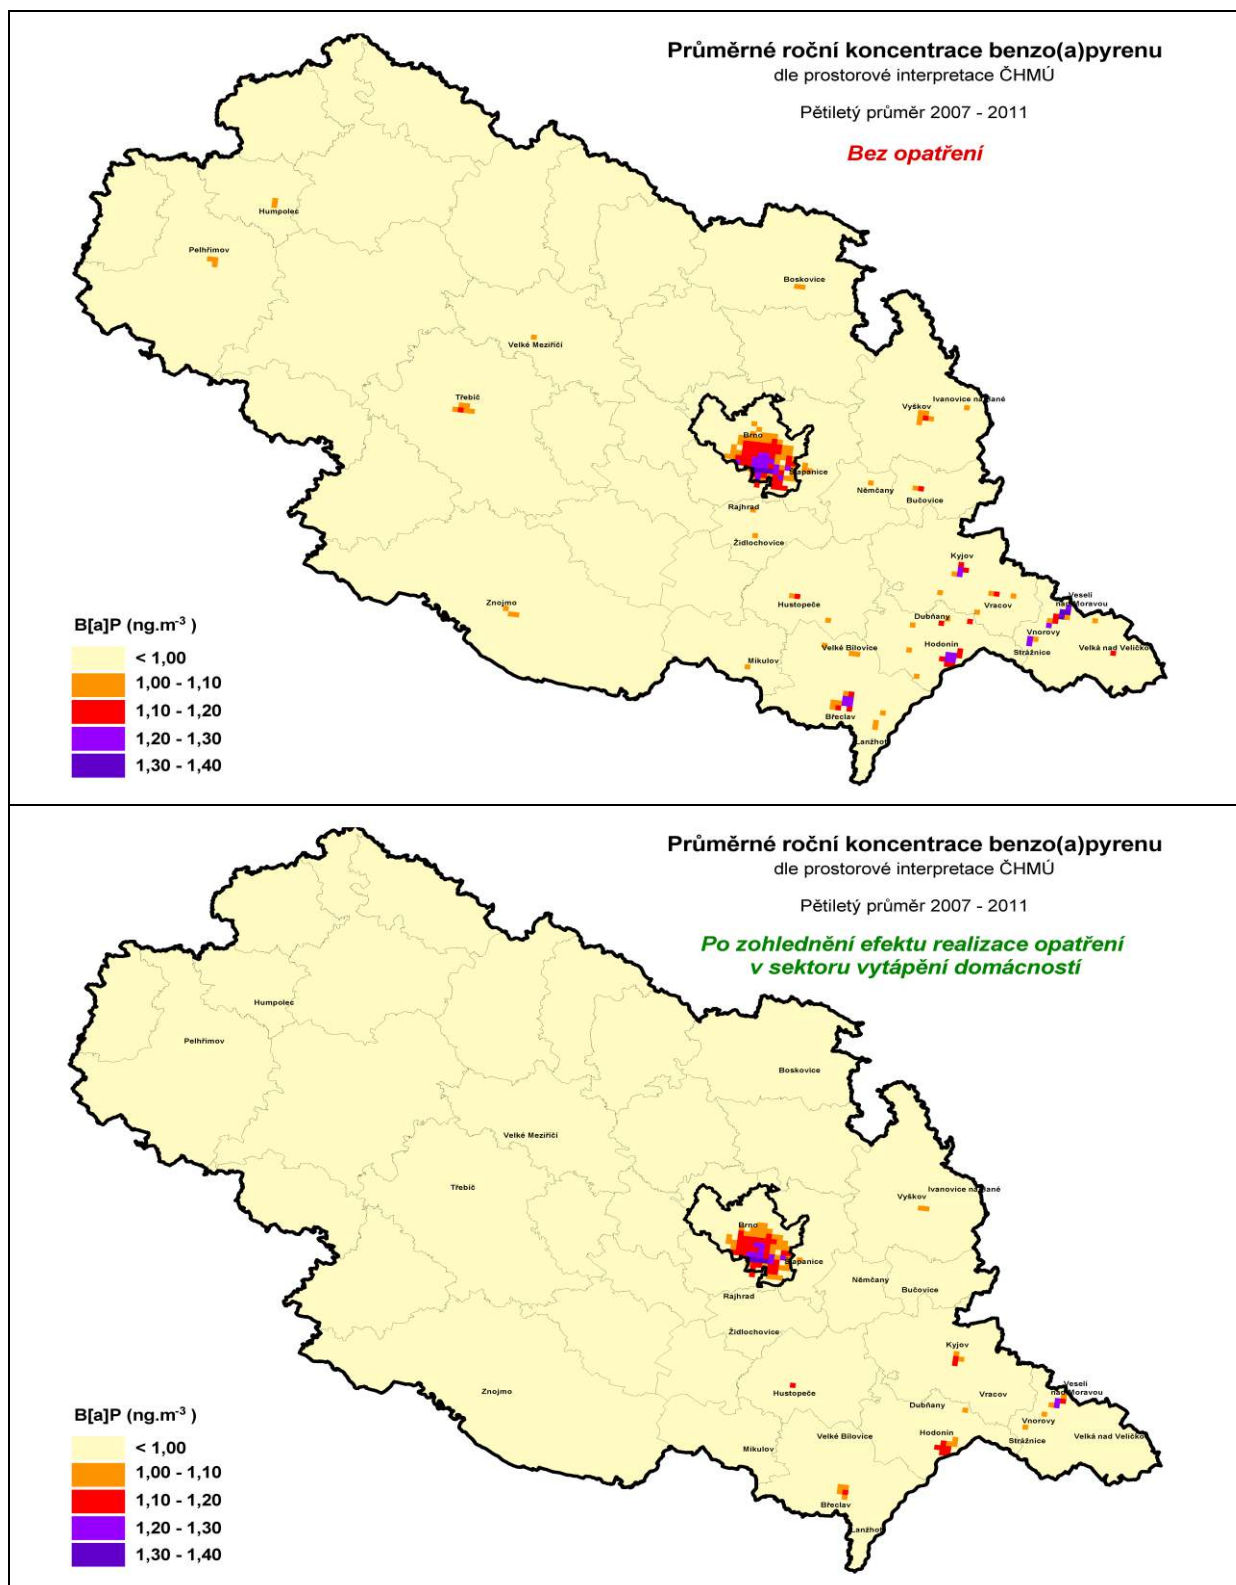 Průměrné roční koncentrace benzo(a)pyrenu
dle prostorové interpretace ČHMÚ
Pětiletý průměr 2007 - 2011
Bez opatření
Humpolec
Pelhřimov
Boskovice
Velké Meziříčí
Třebíč
Ivanovice na Hané
Vyškov
Brno
Šlapanice
Němčany
Bučovice
Rajhrad
Židlochovice
Kyjov
Znojmo
Hustopeče
Vracov
Veselí
nad Moravou
Dubňany
Vnorovy
Hodonín
Velké Bílovice
Strážnice
Velká nad Veličkou
Mikulov
Břeclav
Lanžhot
B[a]P (ng.m-3 )
< 1,00
1,00 - 1,10
1,10 - 1,20
1,20 - 1,30
1,30 - 1,40
Průměrné roční koncentrace benzo(a)pyrenu
dle prostorové interpretace ČHMÚ
Pětiletý průměr 2007 - 2011
Po zohlednění efektu realizace opatření
v sektoru vytápění domácností
Humpolec
Pelhřimov
Boskovice
Velké Meziříčí
Třebíč
Ivanovice na Hané
Vyškov
Brno
Šlapanice
Němčany
Bučovice
Rajhrad
Židlochovice
Kyjov
Znojmo
Hustopeče
Vracov
Veselí
nad Moravou
Dubňany
Vnorovy
Hodonín
Velké Bílovice
Strážnice
Velká nad Veličkou
Mikulov
Břeclav
Lanžhot
B[a]P (ng.m-3 )
< 1,00
1,00 - 1,10
1,10 - 1,20
1,20 - 1,30
1,30 - 1,40